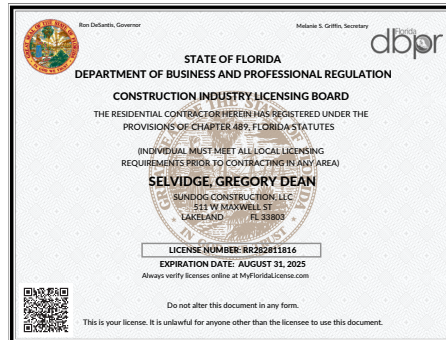 Ron DeSantis, Governor
Melanie S. Griffin, Secretary
Florida
dbpr
STATE OF FLORIDA
DEPARTMENT OF BUSINESS AND PROFESSIONAL REGULATION
CONSTRUCTION INDUSTRY LICENSING BOARD
THE RESIDENTIAL CONTRACTOR HEREIN HAS REGISTERED UNDER THE
PROVISIONS OF CHAPTER 489, FLORIDA STATUTES
(INDIVIDUAL MUST MEET ALL LOCAL LICENSING
REQUIREMENTS PRIOR TO CONTRACTING IN ANY AREA)
SELVIDGE, GREGORY DEAN
SUNDOG CONSTRUCTION, LLC
511 W MAXWELL ST
LAKELAND FL 33803
LICENSE NUMBER: RR282811816
EXPIRATION DATE: AUGUST 31, 2025
Always verify licenses online at MyFloridaLicense.com
Do not alter this document in any form.
This is your license. It is unlawful for anyone other than the licensee to use this document.